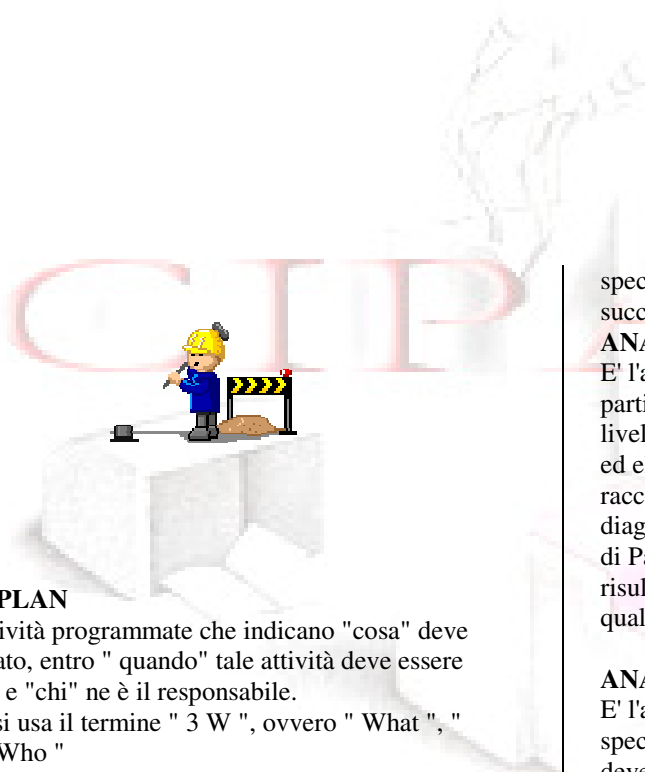 CIPA
PLAN
ività programmate che indicano "cosa" deve
ato, entro " quando" tale attività deve essere
e "chi" ne è il responsabile.
si usa il termine " 3 W ", ovvero " What ", "
Who "
spec
succ
ANA
E' l'a
parti
livel
ed e
racc
diag
di Pa
risul
qual
ANA
E' l'a
spec
deve